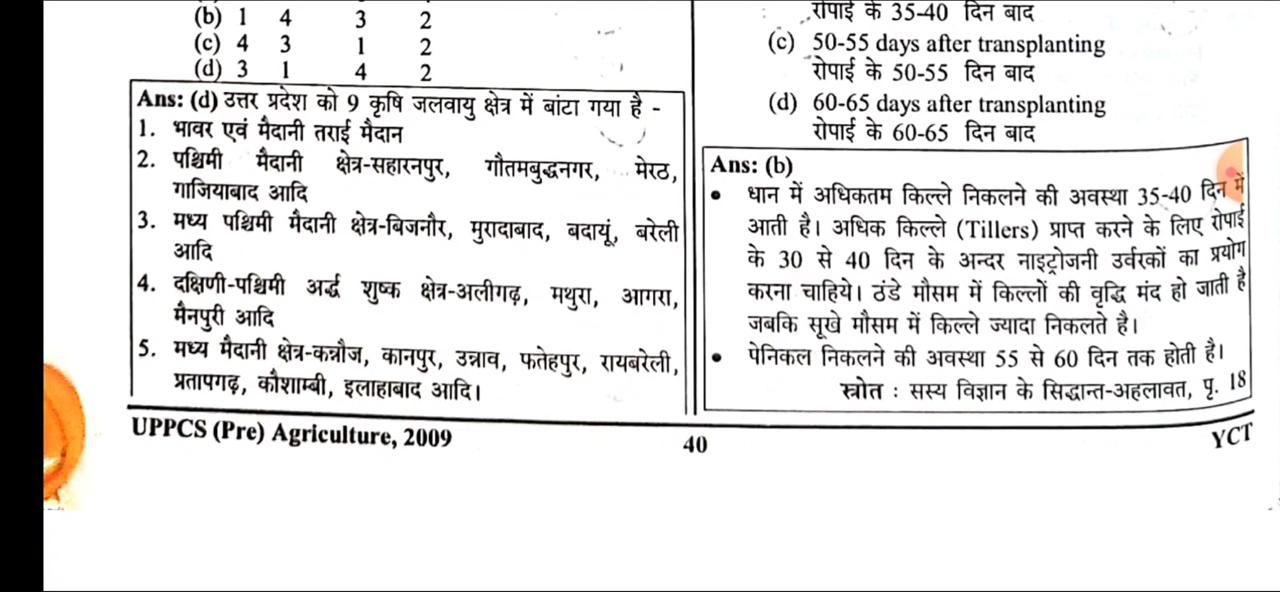 (b) 1 4 3 2
(c) 4 3 1 2
(d) 3 1 4 2
Ans: (d) उत्तर प्रदेश को 9 कृषि जलवायु क्षेत्र में बांटा गया है -
1. भावर एवं मैदानी तराई मैदान
2. पश्चिमी मैदानी क्षेत्र-सहारनपुर, गौतमबुद्धनगर, मेरठ,
गाजियाबाद आदि
3. मध्य पश्चिमी मैदानी क्षेत्र-बिजनौर, मुरादाबाद, बदायूं, बरेली
आदि
4. दक्षिणी-पश्चिमी अर्द्ध शुष्क क्षेत्र-अलीगढ़, मथुरा, आगरा,
मैनपुरी आदि
5. मध्य मैदानी क्षेत्र-कन्नौज, कानपुर, उन्नाव, फतेहपुर, रायबरेली,
प्रतापगढ़, कौशाम्बी, इलाहाबाद आदि।
रोपाई के 35-40 दिन बाद
(c) 50-55 days after transplanting
रोपाई के 50-55 दिन बाद
(d) 60-65 days after transplanting
रोपाई के 60-65 दिन बाद
Ans: (b)
• धान में अधिकतम किल्ले निकलने की अवस्था 35-40 दिन में
आती है। अधिक किल्ले (Tillers) प्राप्त करने के लिए रोपाई
के 30 से 40 दिन के अन्दर नाइट्रोजनी उर्वरकों का प्रयोग
करना चाहिये। ठंडे मौसम में किल्लों की वृद्धि मंद हो जाती है
जबकि सूखे मौसम में किल्ले ज्यादा निकलते है।
• पेनिकल निकलने की अवस्था 55 से 60 दिन तक होती है।
स्त्रोत : सस्य विज्ञान के सिद्धान्त-अहलावत, पृ. 18
UPPCS (Pre) Agriculture, 2009
40
YCT